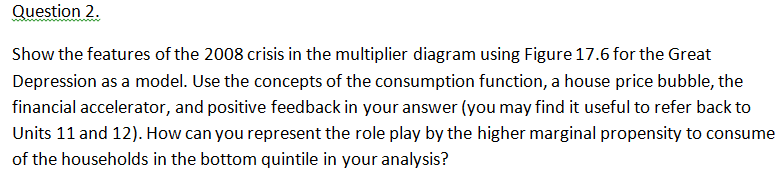 Question 2.
Show the features of the 2008 crisis in the multiplier diagram using Figure 17.6 for the Great
Depression as a model. Use the concepts of the consumption function, a house price bubble, the
financial accelerator, and positive feedback in your answer (you may find it useful to refer back to
Units 11 and 12). How can you represent the role play by the higher marginal propensity to consume
of the households in the bottom quintile in your analysis?